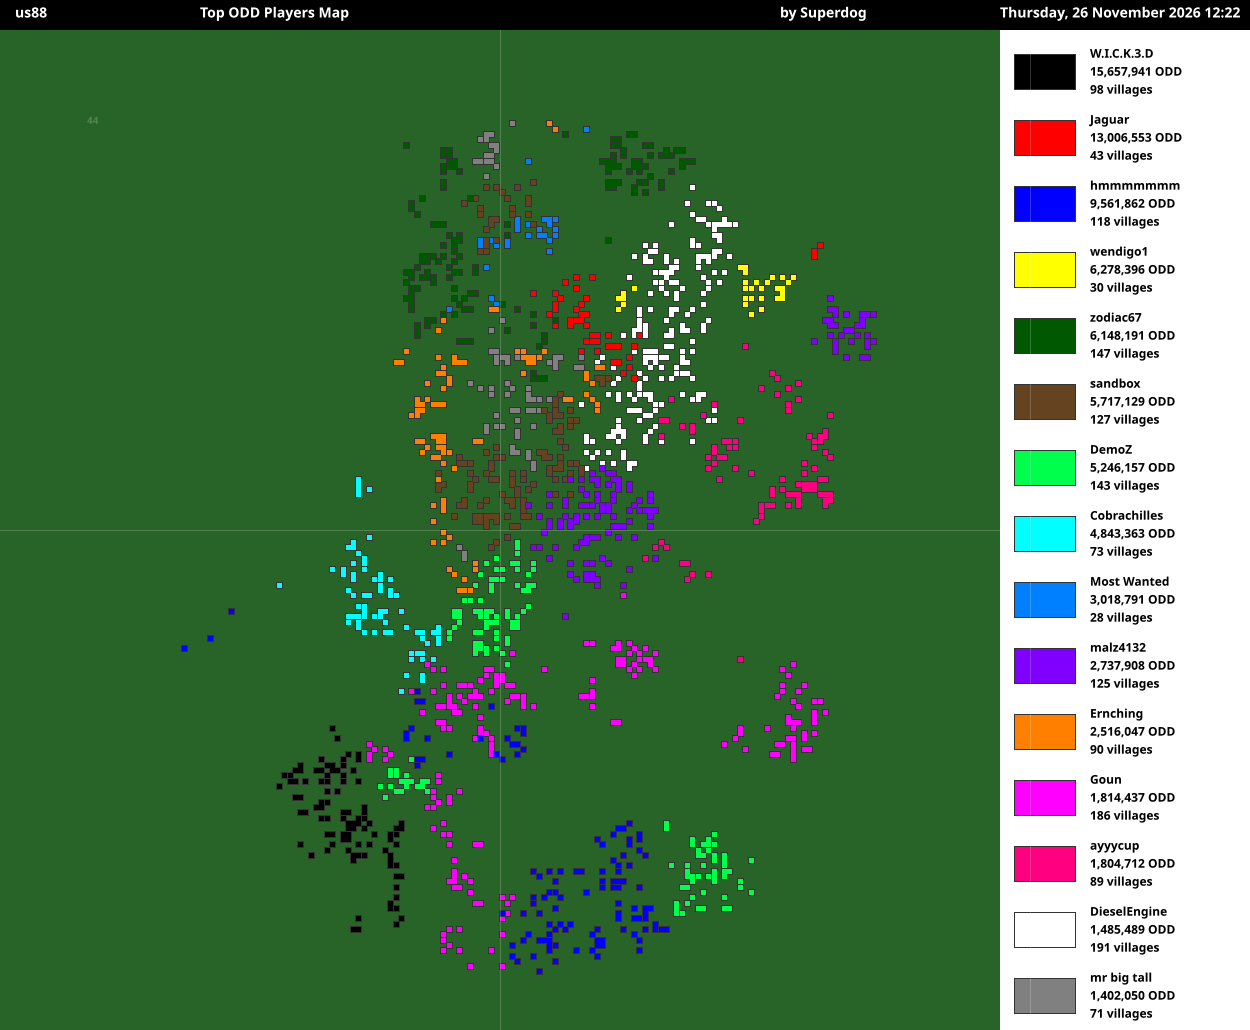 us88 Top ODD Players Map by Superdog Thursday, 26 November 2026 12:22
44
W.I.C.K.3.D
15,657,941 ODD
98 villages
Jaguar
13,006,553 ODD
43 villages
hmmmmmmm
9,561,862 ODD
118 villages
wendigo1
6,278,396 ODD
30 villages
zodiac67
6,148,191 ODD
147 villages
sandbox
5,717,129 ODD
127 villages
DemoZ
5,246,157 ODD
143 villages
Cobrachilles
4,843,363 ODD
73 villages
Most Wanted
3,018,791 ODD
28 villages
malz4132
2,737,908 ODD
125 villages
Ernching
2,516,047 ODD
90 villages
Goun
1,814,437 ODD
186 villages
ayyycup
1,804,712 ODD
89 villages
DieselEngine
1,485,489 ODD
191 villages
mr big tall
1,402,050 ODD
71 villages